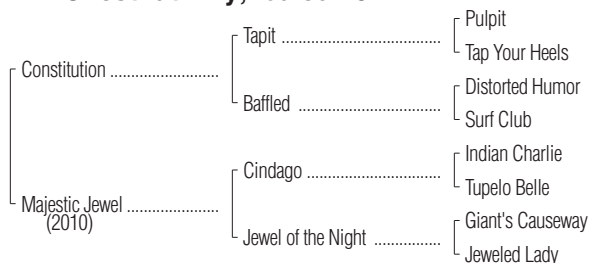 Pulpit
Tapit
Tap Your Heels
Constitution
Distorted Humor
Baffled
Surf Club
Indian Charlie
Cindago
Tupelo Belle
Majestic Jewel
(2010)
Giant's Causeway
Jewel of the Night
Jeweled Lady